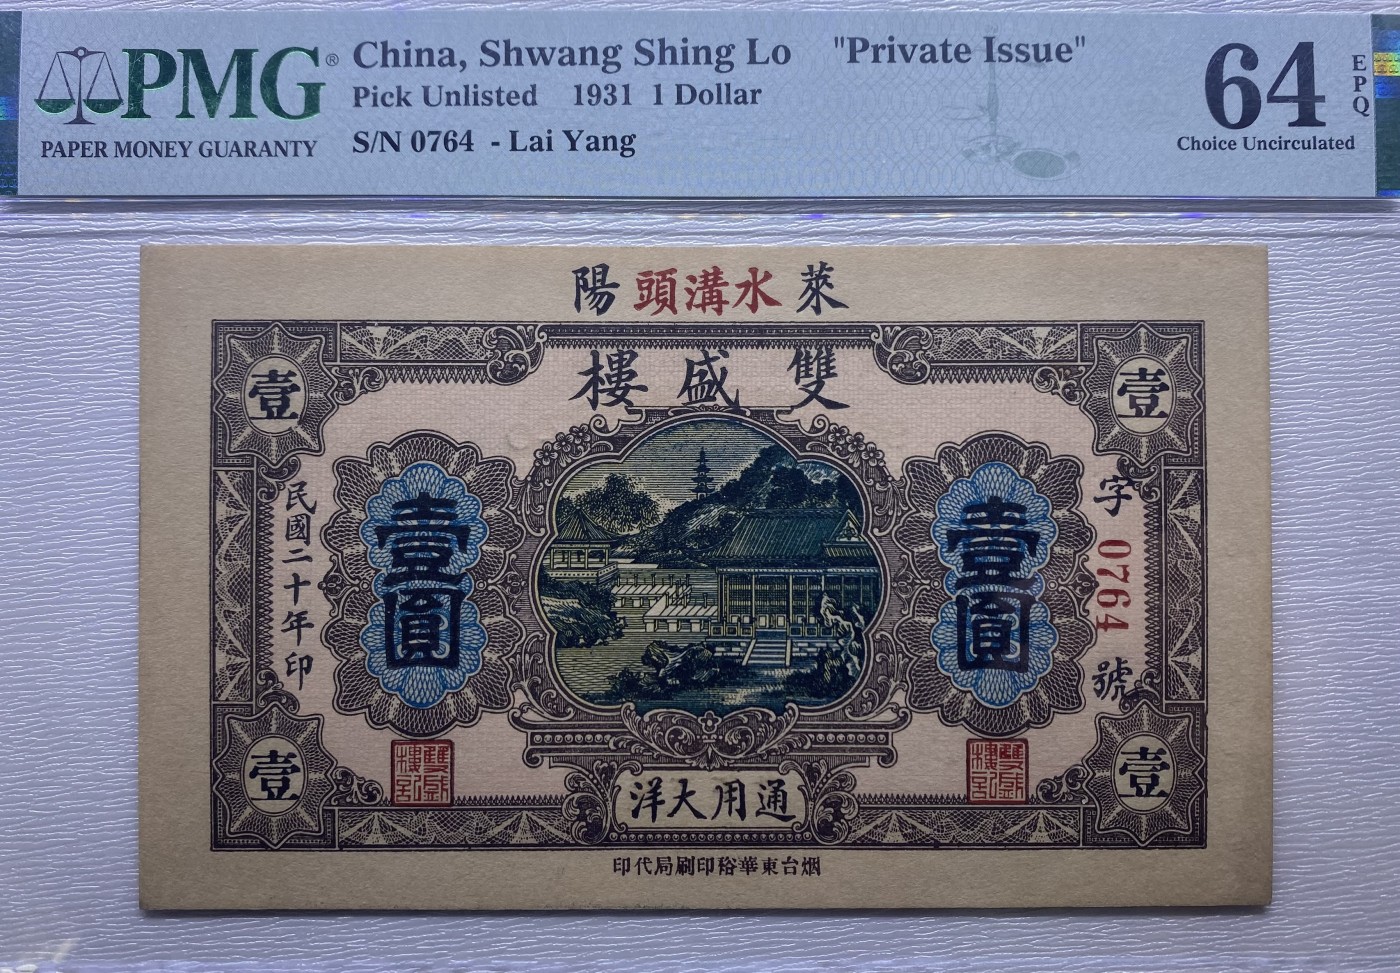 PMG®
PAPER MONEY GUARANTY
China, Shwang Shing Lo "Private Issue"
Pick Unlisted 1931 1 Dollar
S/N 0764 - Lai Yang
64
EPQ
Choice Uncirculated
萊水溝頭陽
雙盛樓
壹
壹
字 0764 號
壹圓
壹圓
民國二十年印
通用大洋
壹
壹
烟台東華裕印刷局代印